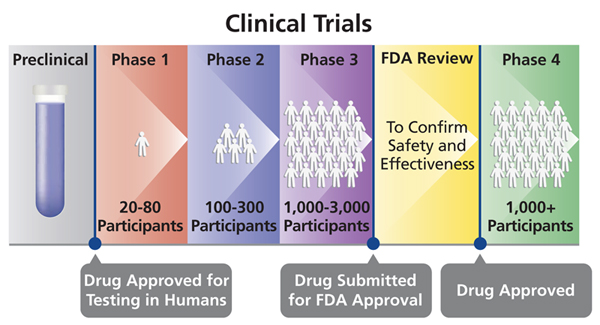 Clinical Trials
Preclinical
Phase 1
Phase 2
Phase 3
FDA Review
Phase 4
To Confirm
Safety and
Effectiveness
20-80
Participants
100-300
Participants
1,000-3,000
Participants
1,000+
Participants
Drug Approved for
Testing in Humans
Drug Submitted
for FDA Approval
Drug Approved